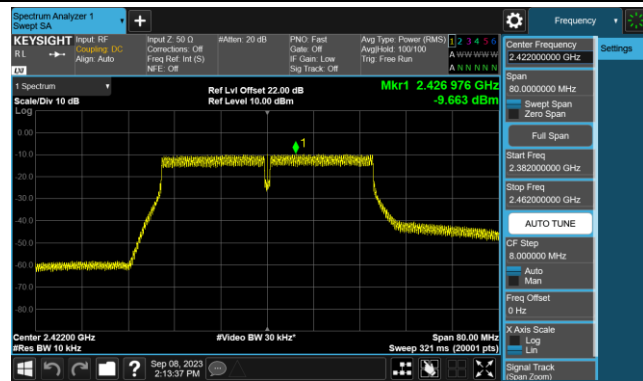 Spectrum Analyzer 1
Swept SA
Frequency
KEYSIGHT
RL
LXI
Input: RF
Coupling: DC
Align: Auto
Input Z: 50 Ω
Corrections: Off
Freq Ref: Int (S)
NFE: Off
#Atten: 20 dB
PNO: Fast
Gate: Off
IF Gain: Low
Sig Track: Off
Avg Type: Power (RMS)
Avg|Hold: 100/100
Trig: Free Run
1 2 3 4 5 6
A W W W W W
A N N N N N
1 Spectrum
Scale/Div 10 dB
Ref Lvl Offset 22.00 dB
Ref Level 10.00 dBm
Mkr1 2.426 976 GHz
-9.663 dBm
Log
0.00
-10.0
-20.0
-30.0
-40.0
-50.0
-60.0
-70.0
-80.0
1
Center 2.42200 GHz
#Res BW 10 kHz
#Video BW 30 kHz*
Span 80.00 MHz
Sweep 321 ms (20001 pts)
Sep 08, 2023
2:13:37 PM
?
Center Frequency
2.422000000 GHz
Settings
Span
80.0000000 MHz
Swept Span
Zero Span
Full Span
Start Freq
2.382000000 GHz
Stop Freq
2.462000000 GHz
AUTO TUNE
CF Step
8.000000 MHz
Auto
Man
Freq Offset
0 Hz
X Axis Scale
Log
Lin
Signal Track
(Span Zoom)